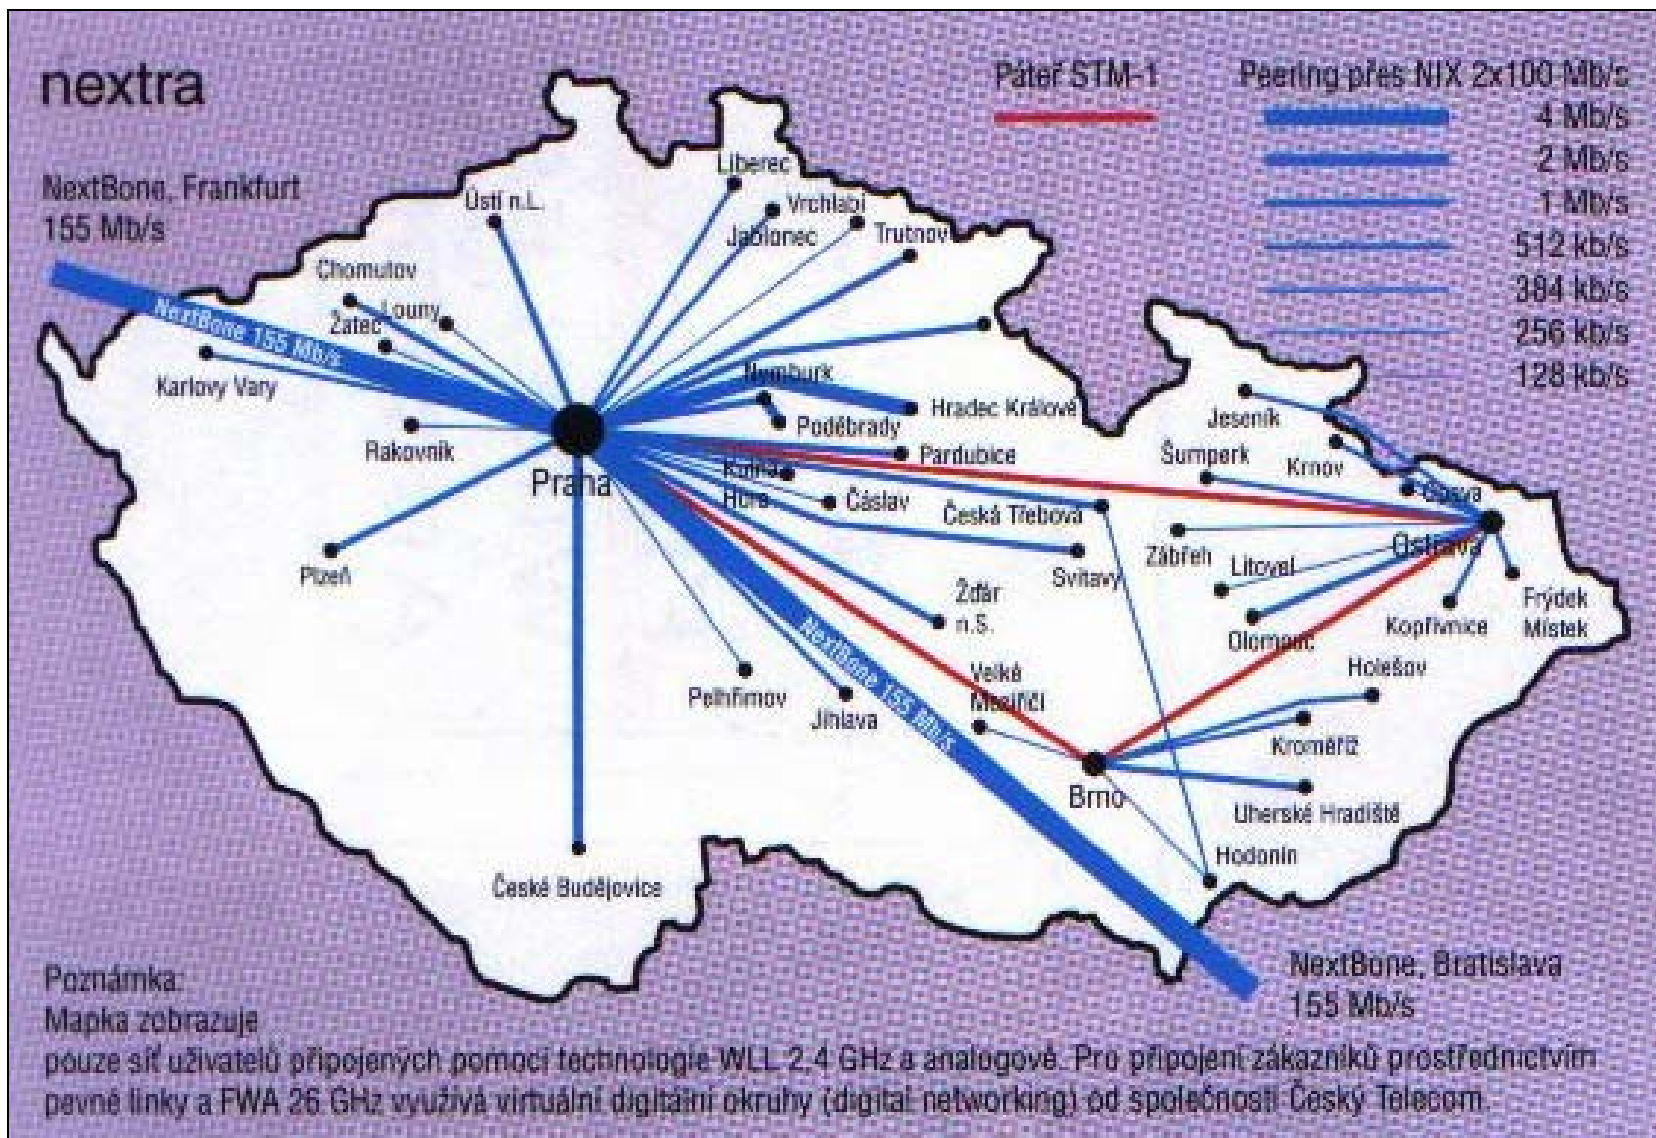 nextra
Páteř STM-1
Peering přes NIX 2x100 Mb/s
4 Mb/s
2 Mb/s
1 Mb/s
512 kb/s
384 kb/s
256 kb/s
128 kb/s
NextBone, Frankfurt
155 Mb/s
Liberec
Ústí n.L.
Vrchlabí
Jablonec
Trutnov
Chomutov
Louny
Žatec
NextBone 155 Mb/s
Karlovy Vary
Nymburk
Hradec Králové
Poděbrady
Jeseník
Rakovník
Pardubice
Šumperk
Krnov
Praha
Kutná
Hora
Čáslav
Česká Třebová
Opava
Ostrava
Zábřeh
Litovel
Plzeň
Svitavy
Žďár
n.S.
Frýdek
Místek
Kopřivnice
Olomouc
Holešov
Velké
Meziříčí
Pelhřimov
Jihlava
NextBone 155 Mb/s
Kroměříž
Brno
Uherské Hradiště
Hodonín
České Budějovice
NextBone, Bratislava
155 Mb/s
Poznámka:
Mapka zobrazuje
pouze síť uživatelů připojených pomocí technologie WLL 2,4 GHz a analogově. Pro připojení zákazníků prostřednictvím
pevné linky a FWA 26 GHz využívá virtuální digitální okruhy (digital networking) od společnosti Český Telecom.